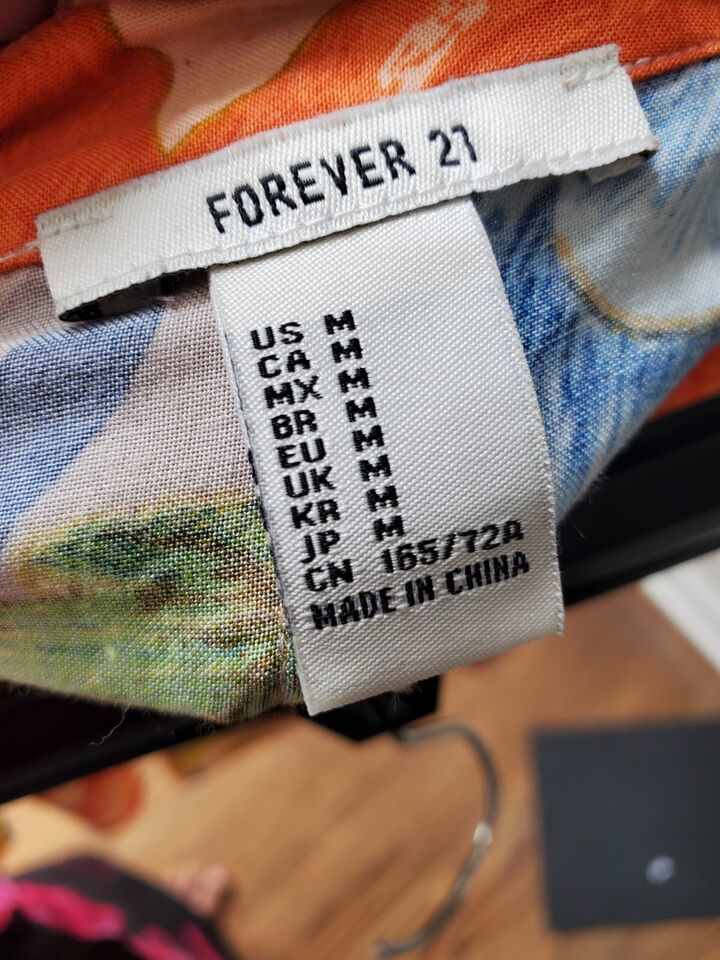 FOREVER 21
US M
CA M
MX M
BR M
EU M
UK M
KR M
JP M
CN 165/72A
MADE IN CHINA